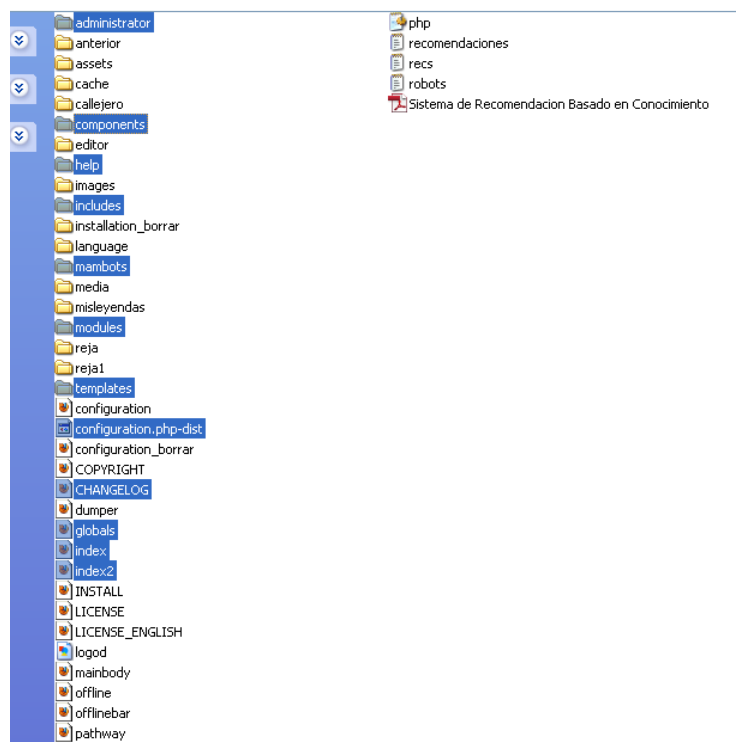 administrator
anterior
assets
cache
callejero
components
editor
help
images
includes
installation_borrar
language
mambots
media
misleyendas
modules
reja
reja1
templates
configuration
configuration.php-dist
configuration_borrar
COPYRIGHT
CHANGELOG
dumper
globals
index
index2
INSTALL
LICENSE
LICENSE_ENGLISH
logod
mainbody
offline
offlinebar
pathway
php
recomendaciones
recs
robots
Sistema de Recomendacion Basado en Conocimiento